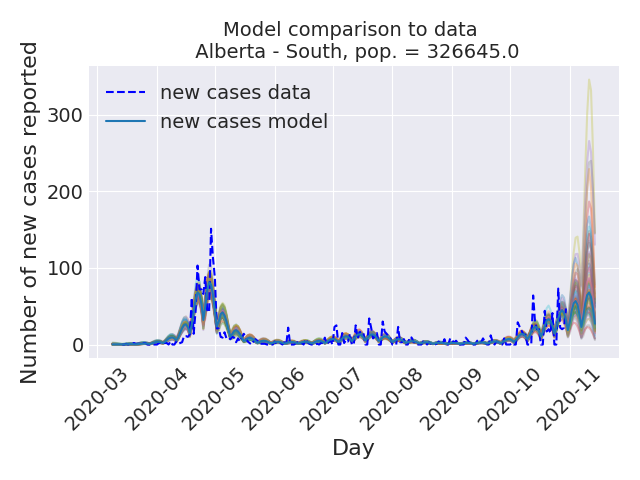 Model comparison to data
Alberta - South, pop. = 326645.0
Number of new cases reported
300
200
100
0
new cases data
new cases model
2020-03
2020-04
2020-05
2020-06
2020-07
2020-08
2020-09
2020-10
2020-11
Day